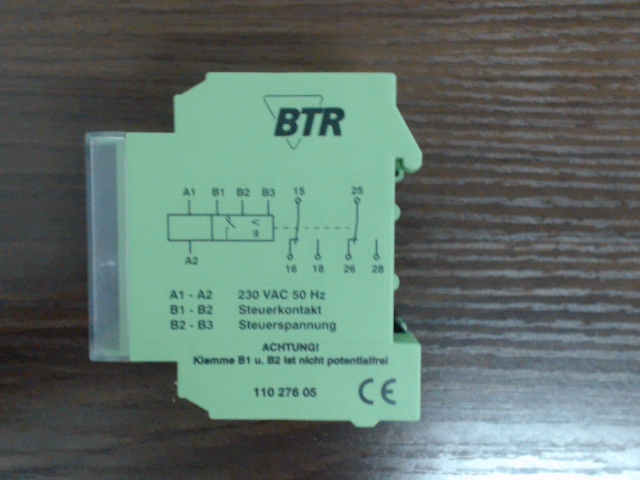 BTR
A1 B1 B2 B3 15 25
A2 16 18 26 28
A1 - A2 230 VAC 50 Hz
B1 - B2 Steuerkontakt
B2 - B3 Steuerspannung
ACHTUNG!
Klemme B1 u. B2 ist nicht potentialfrei
110 276 05 CE